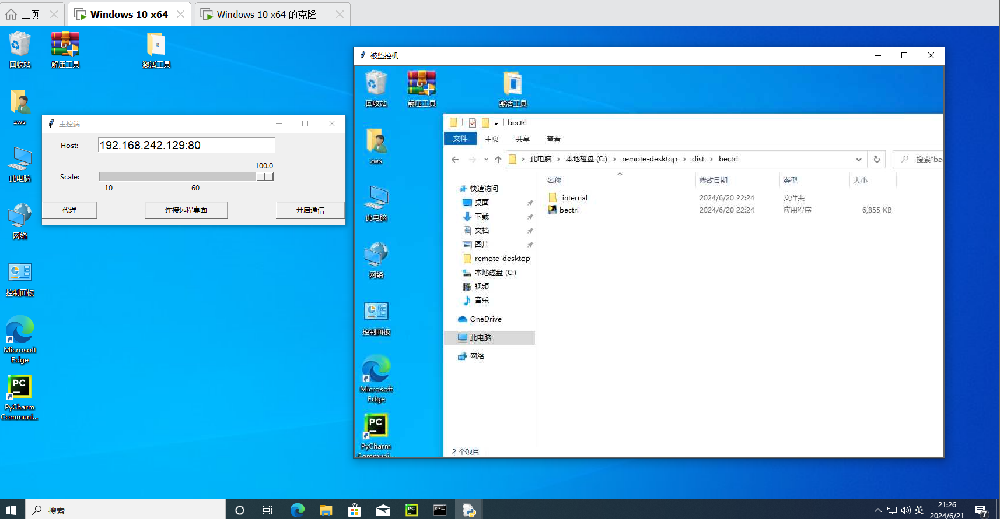 主页
Windows 10 x64
Windows 10 x64 的克隆
回收站
解压工具
激活工具
zws
此电脑
网络
控制面板
Microsoft
Edge
PyCharm
Communi...
主控端
Host:
192.168.242.129:80
100.0
Scale:
10
60
代理
连接远程桌面
开启通信
被监控机
回收站
解压工具
激活工具
zws
此电脑
网络
控制面板
Microsoft
Edge
PyCharm
Communi...
bectrl
文件
主页
共享
查看
此电脑
本地磁盘 (C:)
remote-desktop
dist
bectrl
搜索"be
名称
修改日期
类型
大小
_internal
2024/6/20 22:24
文件夹
bectrl
2024/6/20 22:24
应用程序
6,855 KB
快速访问
桌面
下载
文档
图片
remote-desktop
本地磁盘 (C:)
视频
音乐
OneDrive
此电脑
网络
2 个项目
搜索
PC
英
21:26
2024/6/21
7